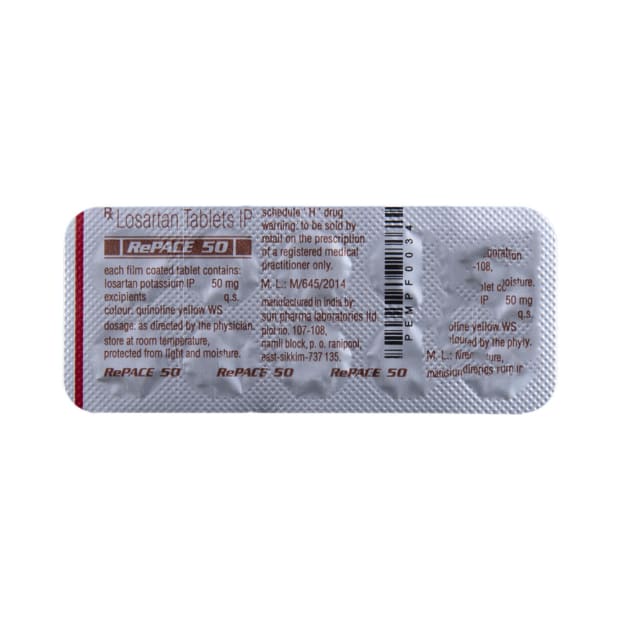 Rx Losartan Tablets IP
RePACE 50
each film coated tablet contains:
losartan potassium IP 50 mg
excipients q.s.
colour: quinoline yellow WS
dosage: as directed by the physician.
store at room temperature,
protected from light and moisture.
schedule 'H' drug
warning: to be sold by
retail on the prescription
of a registered medical
practitioner only.
M. L.: M/645/2014
manufactured in India by:
sun pharma laboratories ltd.
plot no. 107-108,
namli block, p. o. ranipool,
east-sikkim-737 135.
RePACE 50 RePACE 50 RePACE 50
PEMPF0034
-108,
IP 50 mg
q.s.
yellow WS
by the
M. L.: